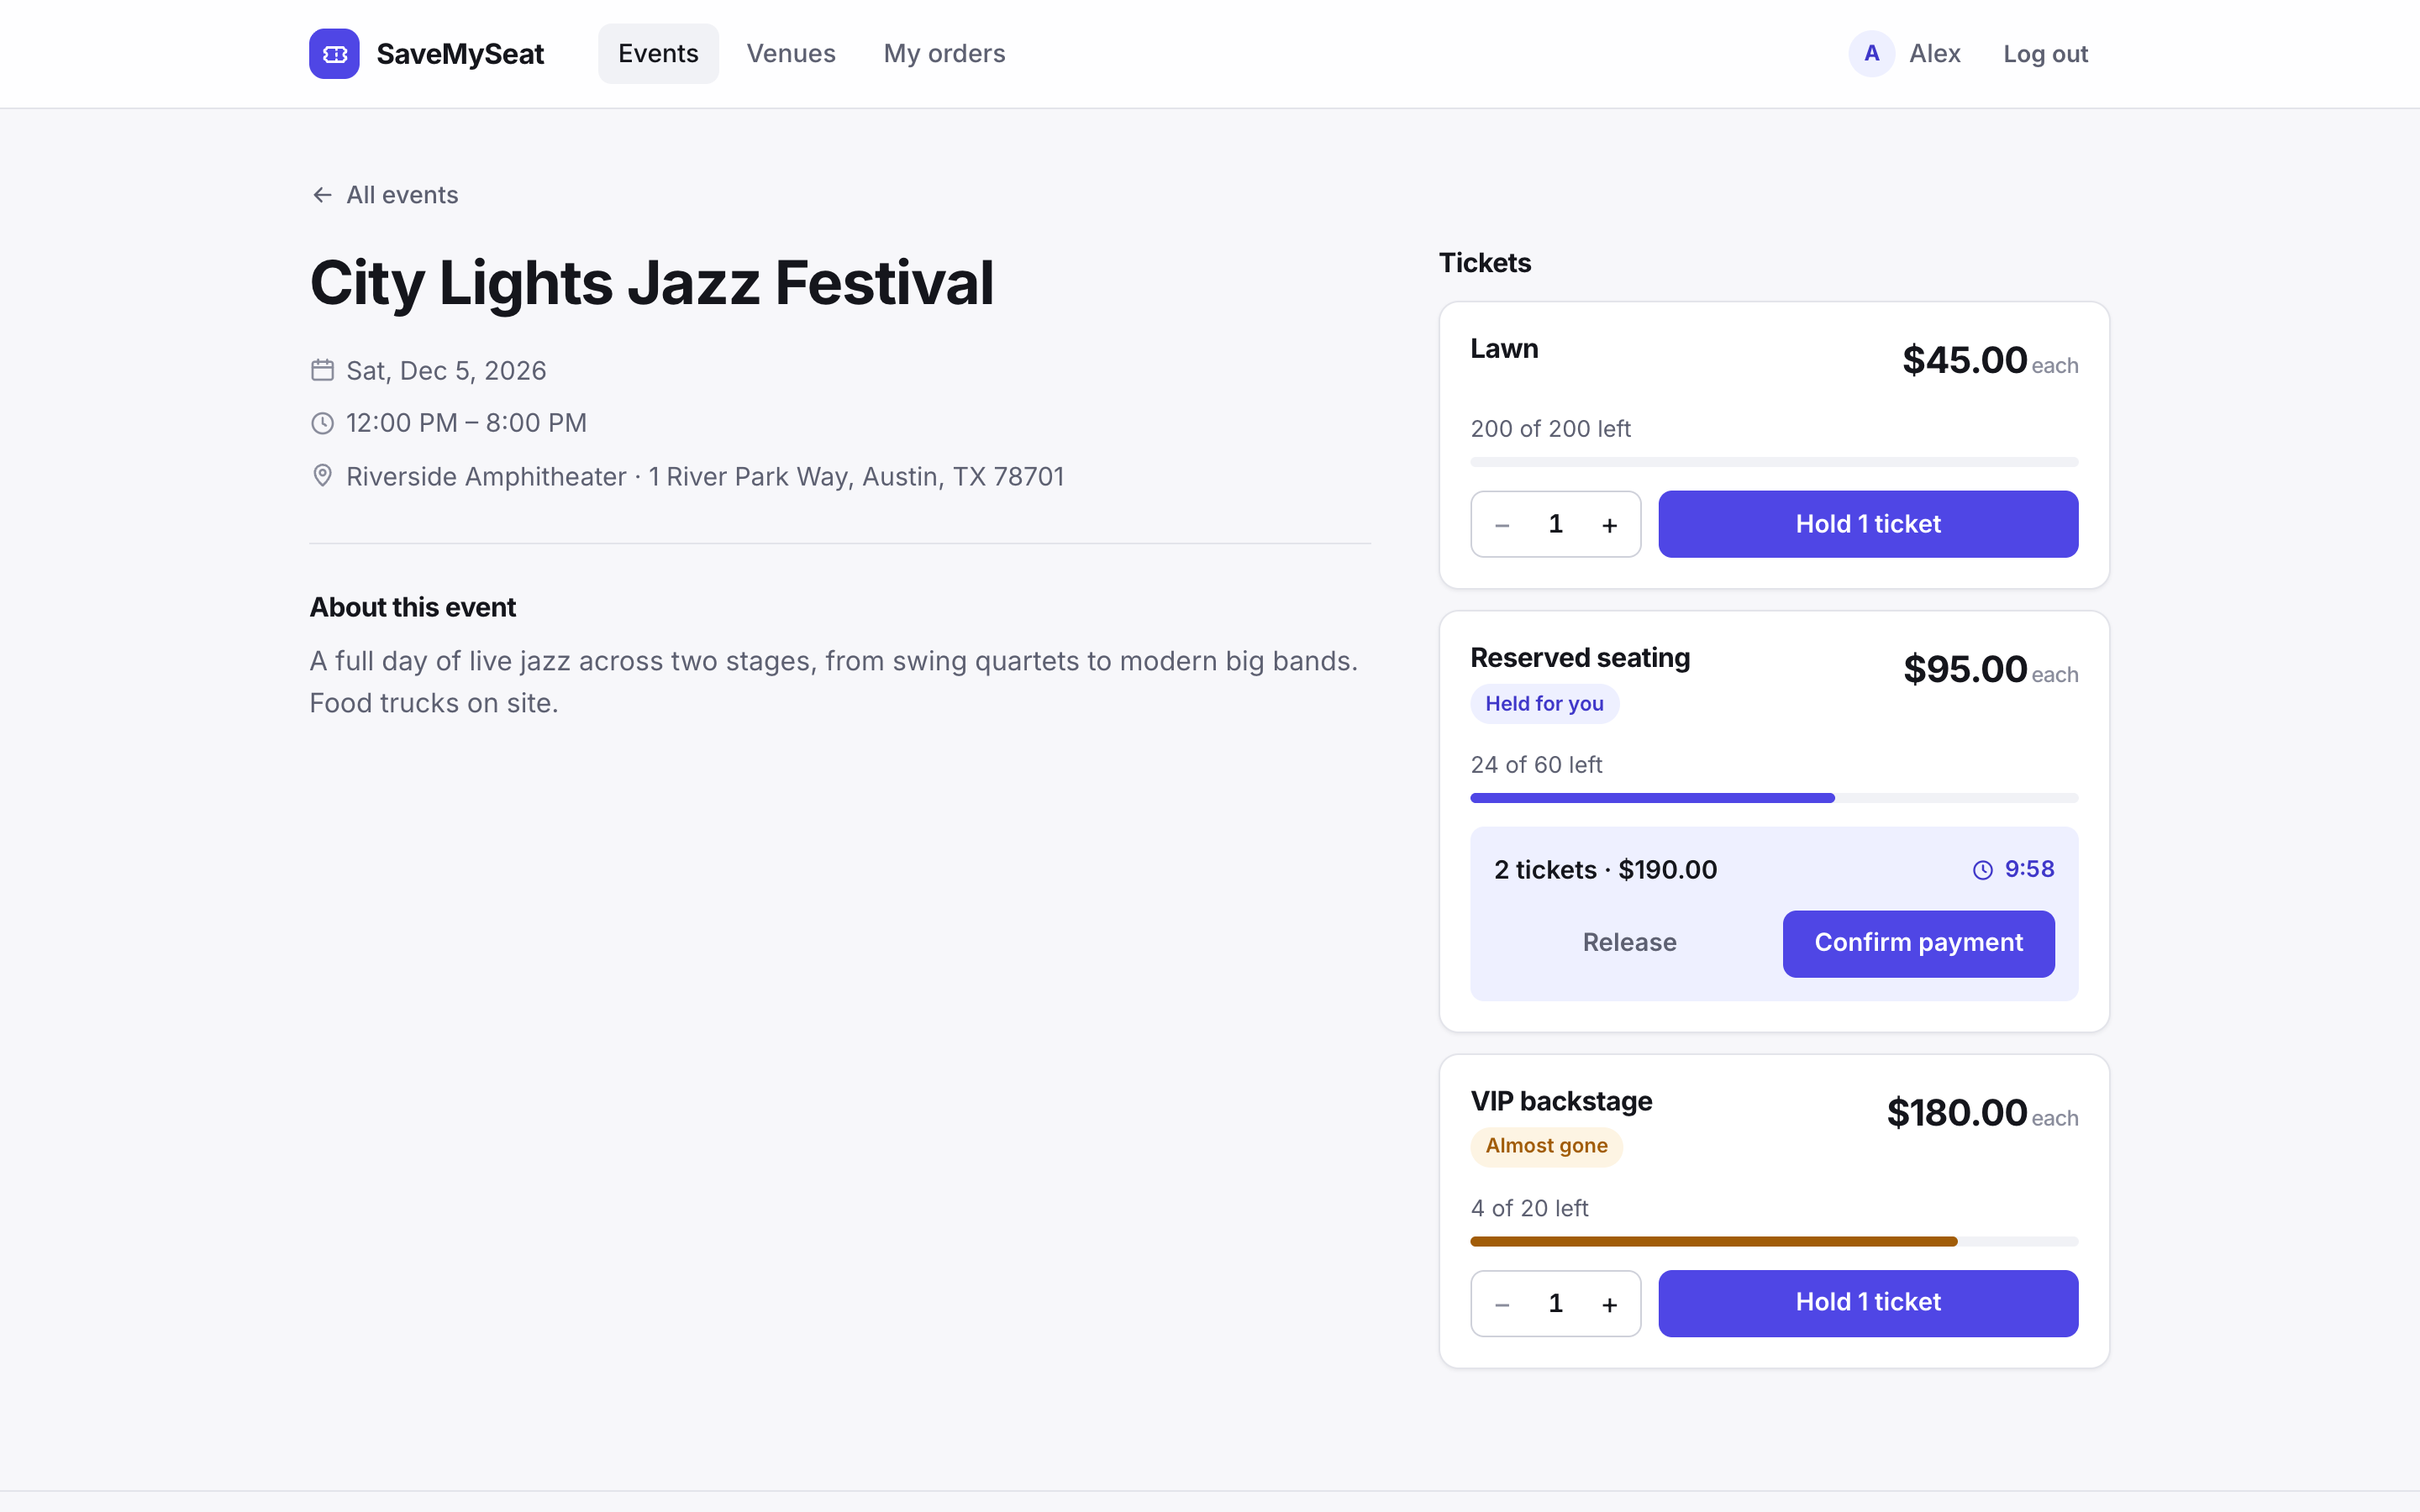 SaveMySeat
Events
Venues
My orders
A
Alex
Log out
← All events
City Lights Jazz Festival
Sat, Dec 5, 2026
12:00 PM – 8:00 PM
Riverside Amphitheater · 1 River Park Way, Austin, TX 78701
About this event
A full day of live jazz across two stages, from swing quartets to modern big bands.
Food trucks on site.
Tickets
Lawn
$45.00 each
200 of 200 left
− 1 +
Hold 1 ticket
Reserved seating
$95.00 each
Held for you
24 of 60 left
2 tickets · $190.00
9:58
Release
Confirm payment
VIP backstage
$180.00 each
Almost gone
4 of 20 left
− 1 +
Hold 1 ticket